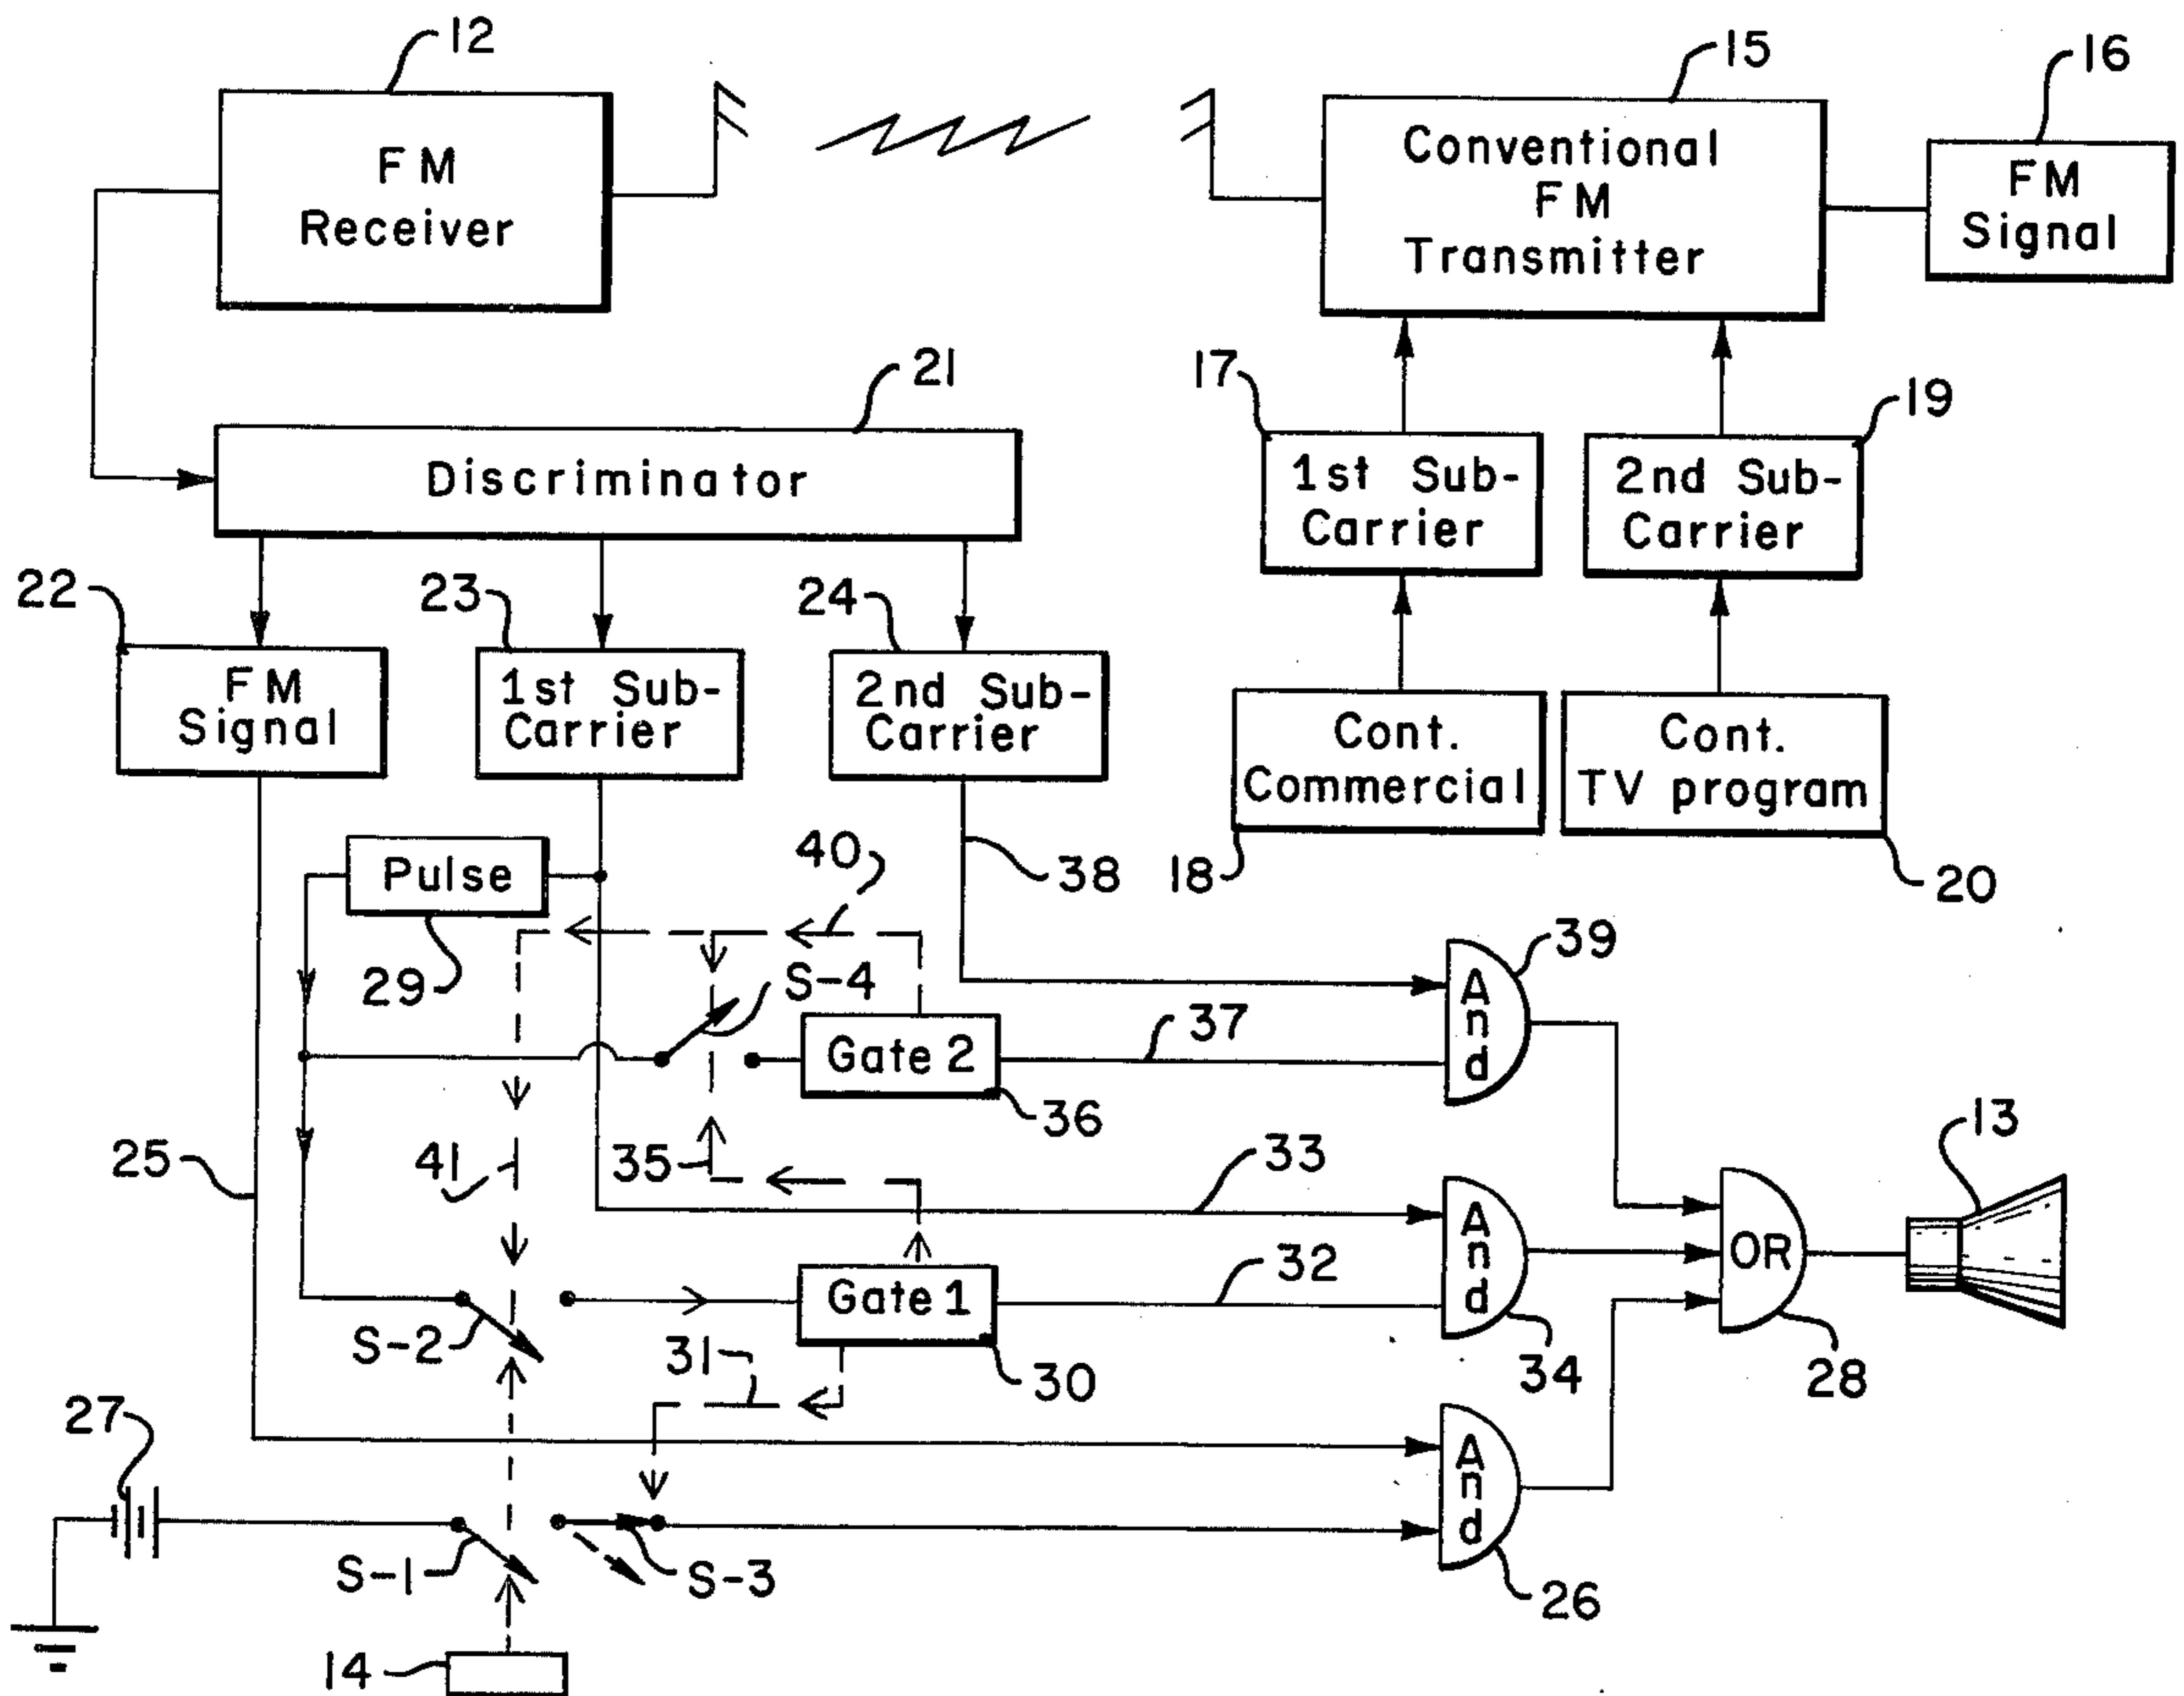 12
15
16
FM
Receiver
Conventional
FM
Transmitter
FM
Signal
21
17
19
Discriminator
1st Sub-
Carrier
2nd Sub-
Carrier
22
23
24
FM
Signal
1st Sub-
Carrier
2nd Sub-
Carrier
Cont.
Commercial
Cont.
TV program
40
38
18
20
Pulse
29
S-4
39
And
37
Gate 2
36
13
25
41
35
33
And
OR
32
Gate 1
S-2
31
30
34
28
27
And
S-1
S-3
26
14